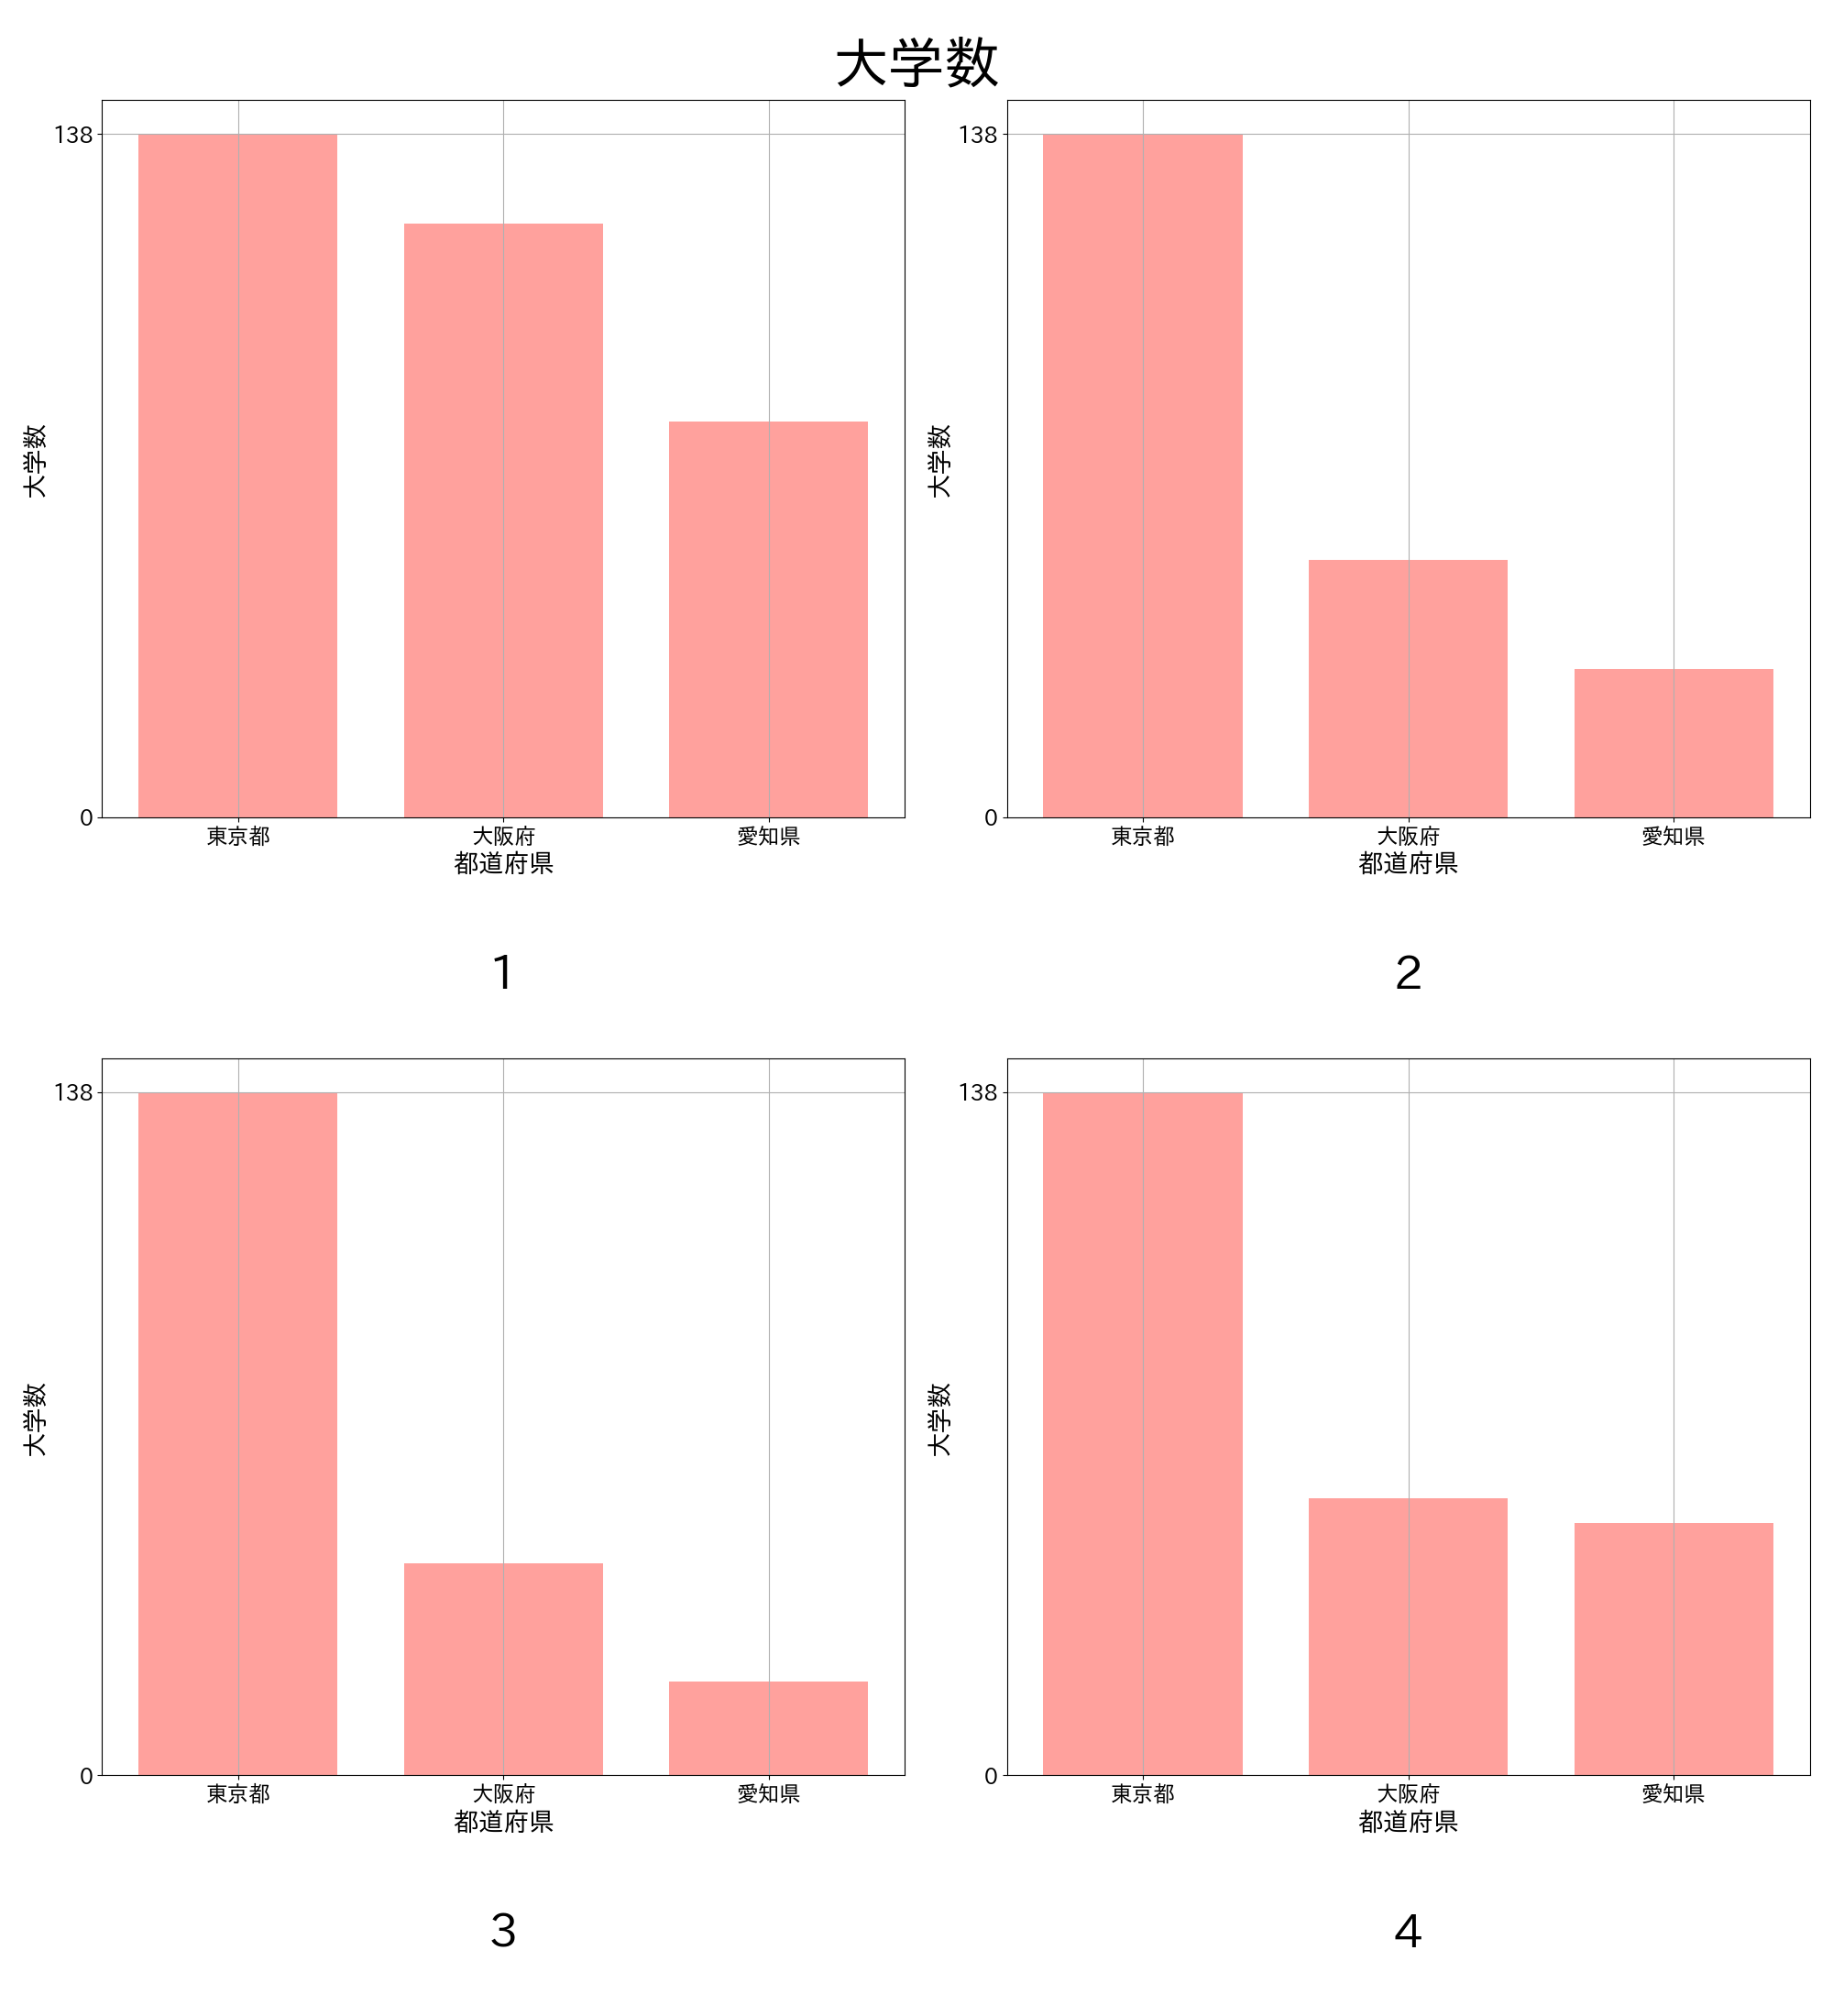 大学数
138
0
大学数
東京都 大阪府 愛知県
都道府県
1
138
0
大学数
東京都 大阪府 愛知県
都道府県
2
138
0
大学数
東京都 大阪府 愛知県
都道府県
3
138
0
大学数
東京都 大阪府 愛知県
都道府県
4